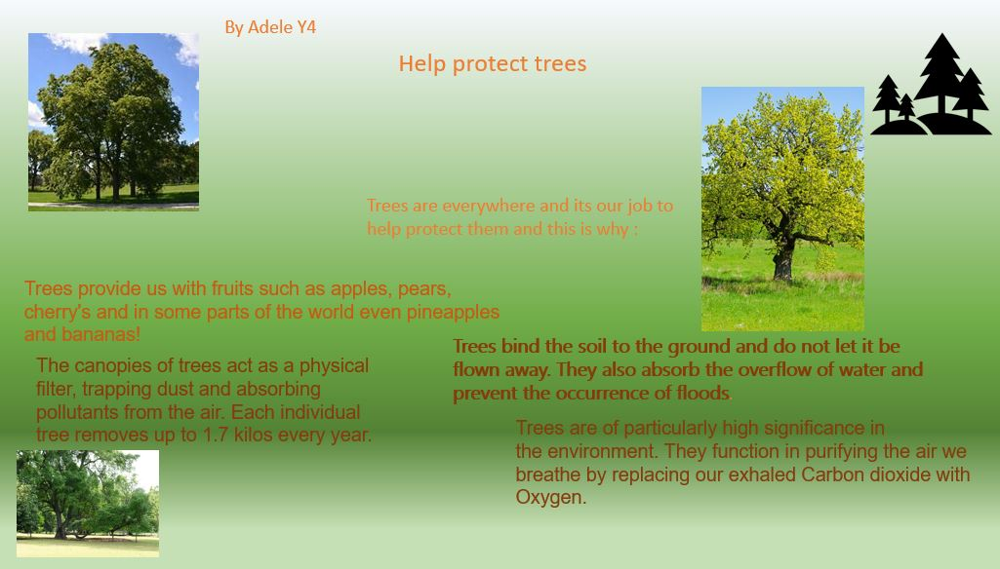 By Adele Y4
Help protect trees
Trees are everywhere and its our job to
help protect them and this is why :
Trees provide us with fruits such as apples, pears,
cherry's and in some parts of the world even pineapples
and bananas!
The canopies of trees act as a physical
filter, trapping dust and absorbing
pollutants from the air. Each individual
tree removes up to 1.7 kilos every year.
Trees bind the soil to the ground and do not let it be
flown away. They also absorb the overflow of water and
prevent the occurrence of floods.
Trees are of particularly high significance in
the environment. They function in purifying the air we
breathe by replacing our exhaled Carbon dioxide with
Oxygen.